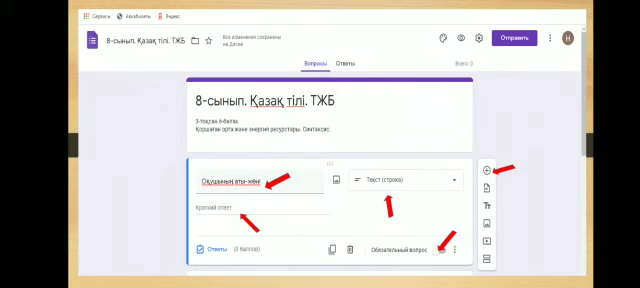 Сервисы Авиабилеты Яндекс
8-сынып. Қазақ тілі. ТЖБ
Все изменения сохранены
на Диске
Отправить
Н
Вопросы Ответы
Всего: 0
8-сынып. Қазақ тілі. ТЖБ
3-тоқсан.6-бөлім.
Қоршаған орта және энергия ресурстары. Синтаксис.
Оқушының аты-жөні
Текст (строка)
Краткий ответ
Ответы (0 баллов)
Обязательный вопрос